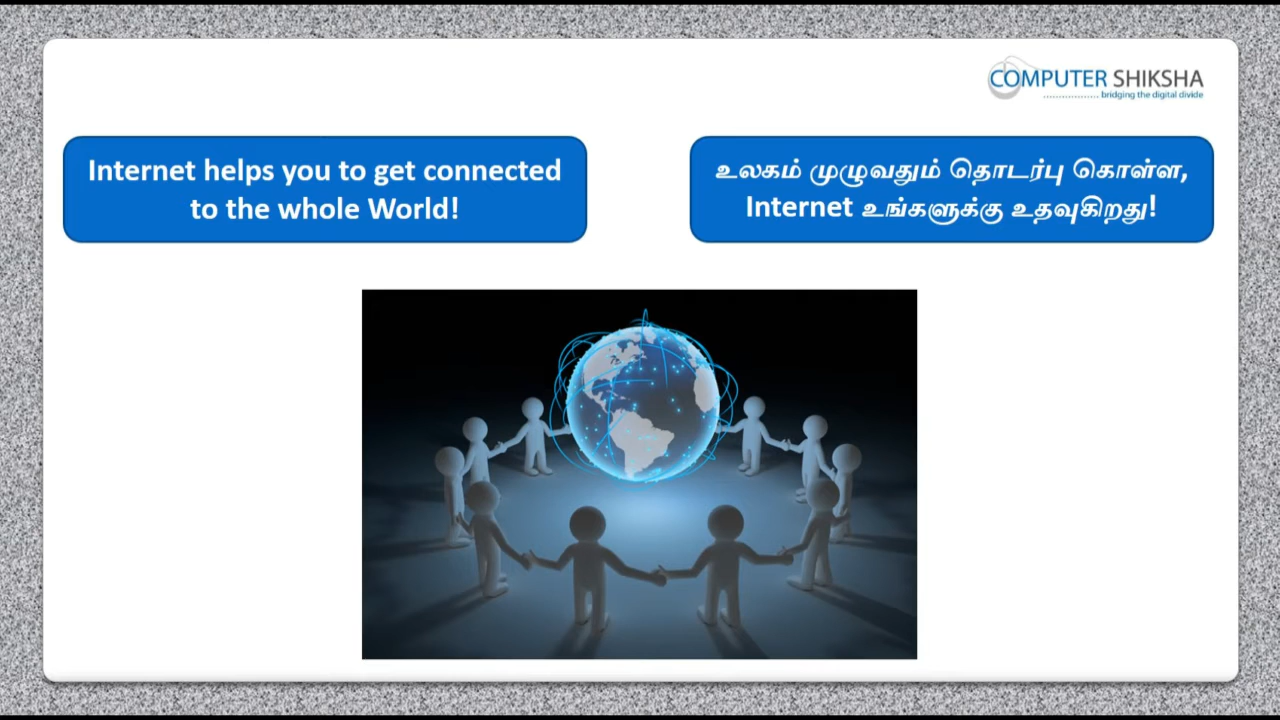 COMPUTER SHIKSHA
bridging the digital divide
Internet helps you to get connected
to the whole World!
உலகம் முழுவதும் தொடர்பு கொள்ள,
Internet உங்களுக்கு உதவுகிறது!